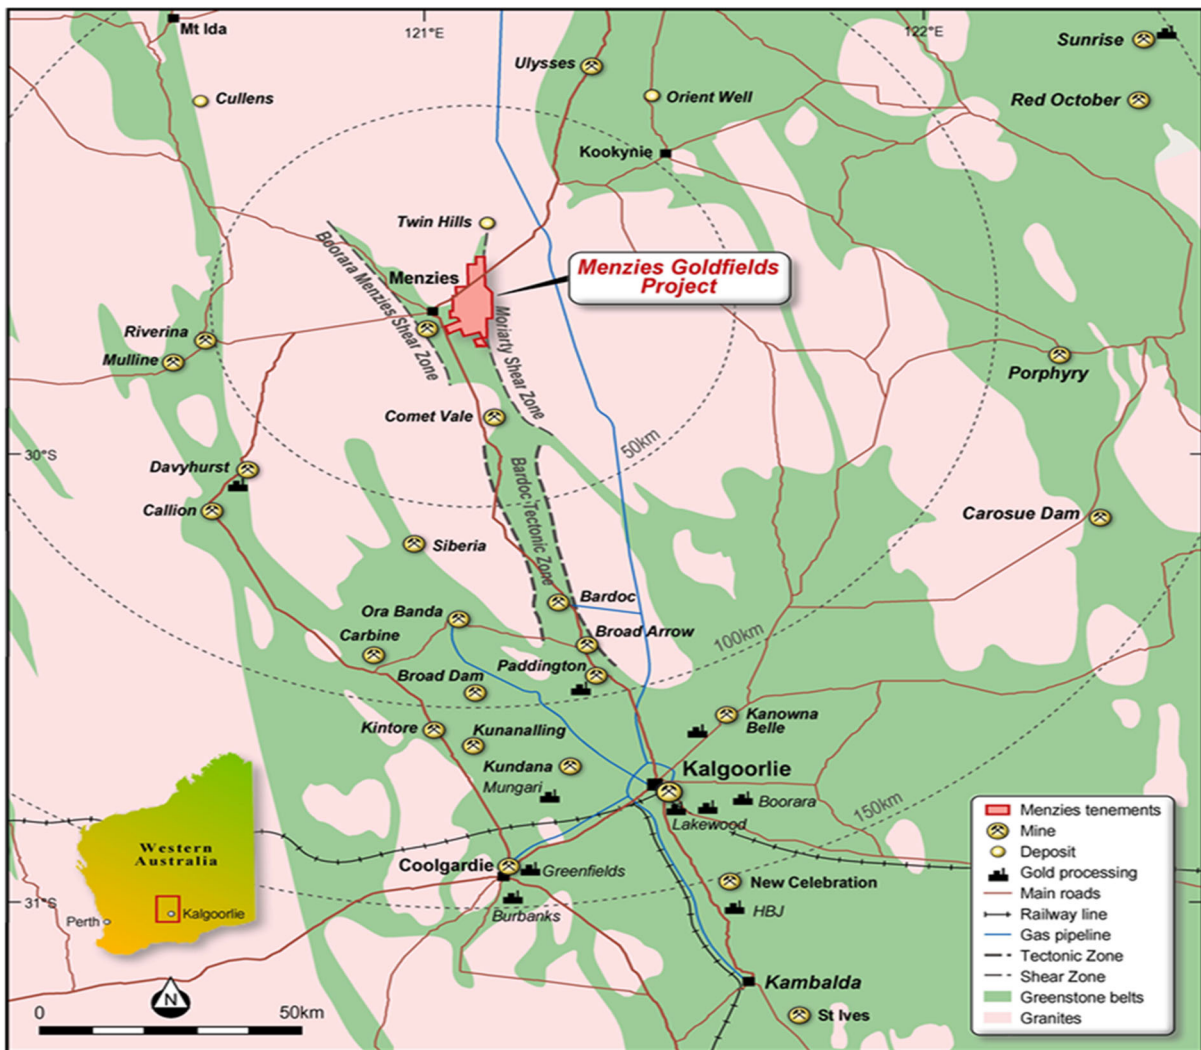 Mt Ida
121°E
122°E
Sunrise
Ulysses
Cullens
Orient Well
Red October
Kookynie
Twin Hills
Boorara Menzies Shear Zone
Menzies
Menzies Goldfields
Project
Moriarty Shear Zone
Riverina
Mulline
Porphyry
Comet Vale
50km
30°S
Davyhurst
Bardoc Tectonic Zone
Callion
Carosue Dam
Siberia
Bardoc
Ora Banda
Carbine
Broad Arrow
100km
Paddington
Broad Dam
Kintore
Kunanalling
Kanowna
Belle
Kundana
Mungari
Kalgoorlie
Boorara
150km
Lakewood
Coolgardie
Greenfields
New Celebration
Burbanks
HBJ
31°S
Kambalda
St Ives
Western
Australia
Perth
Kalgoorlie
N
0
50km
Menzies tenements
Mine
Deposit
Gold processing
Main roads
Railway line
Gas pipeline
Tectonic Zone
Shear Zone
Greenstone belts
Granites